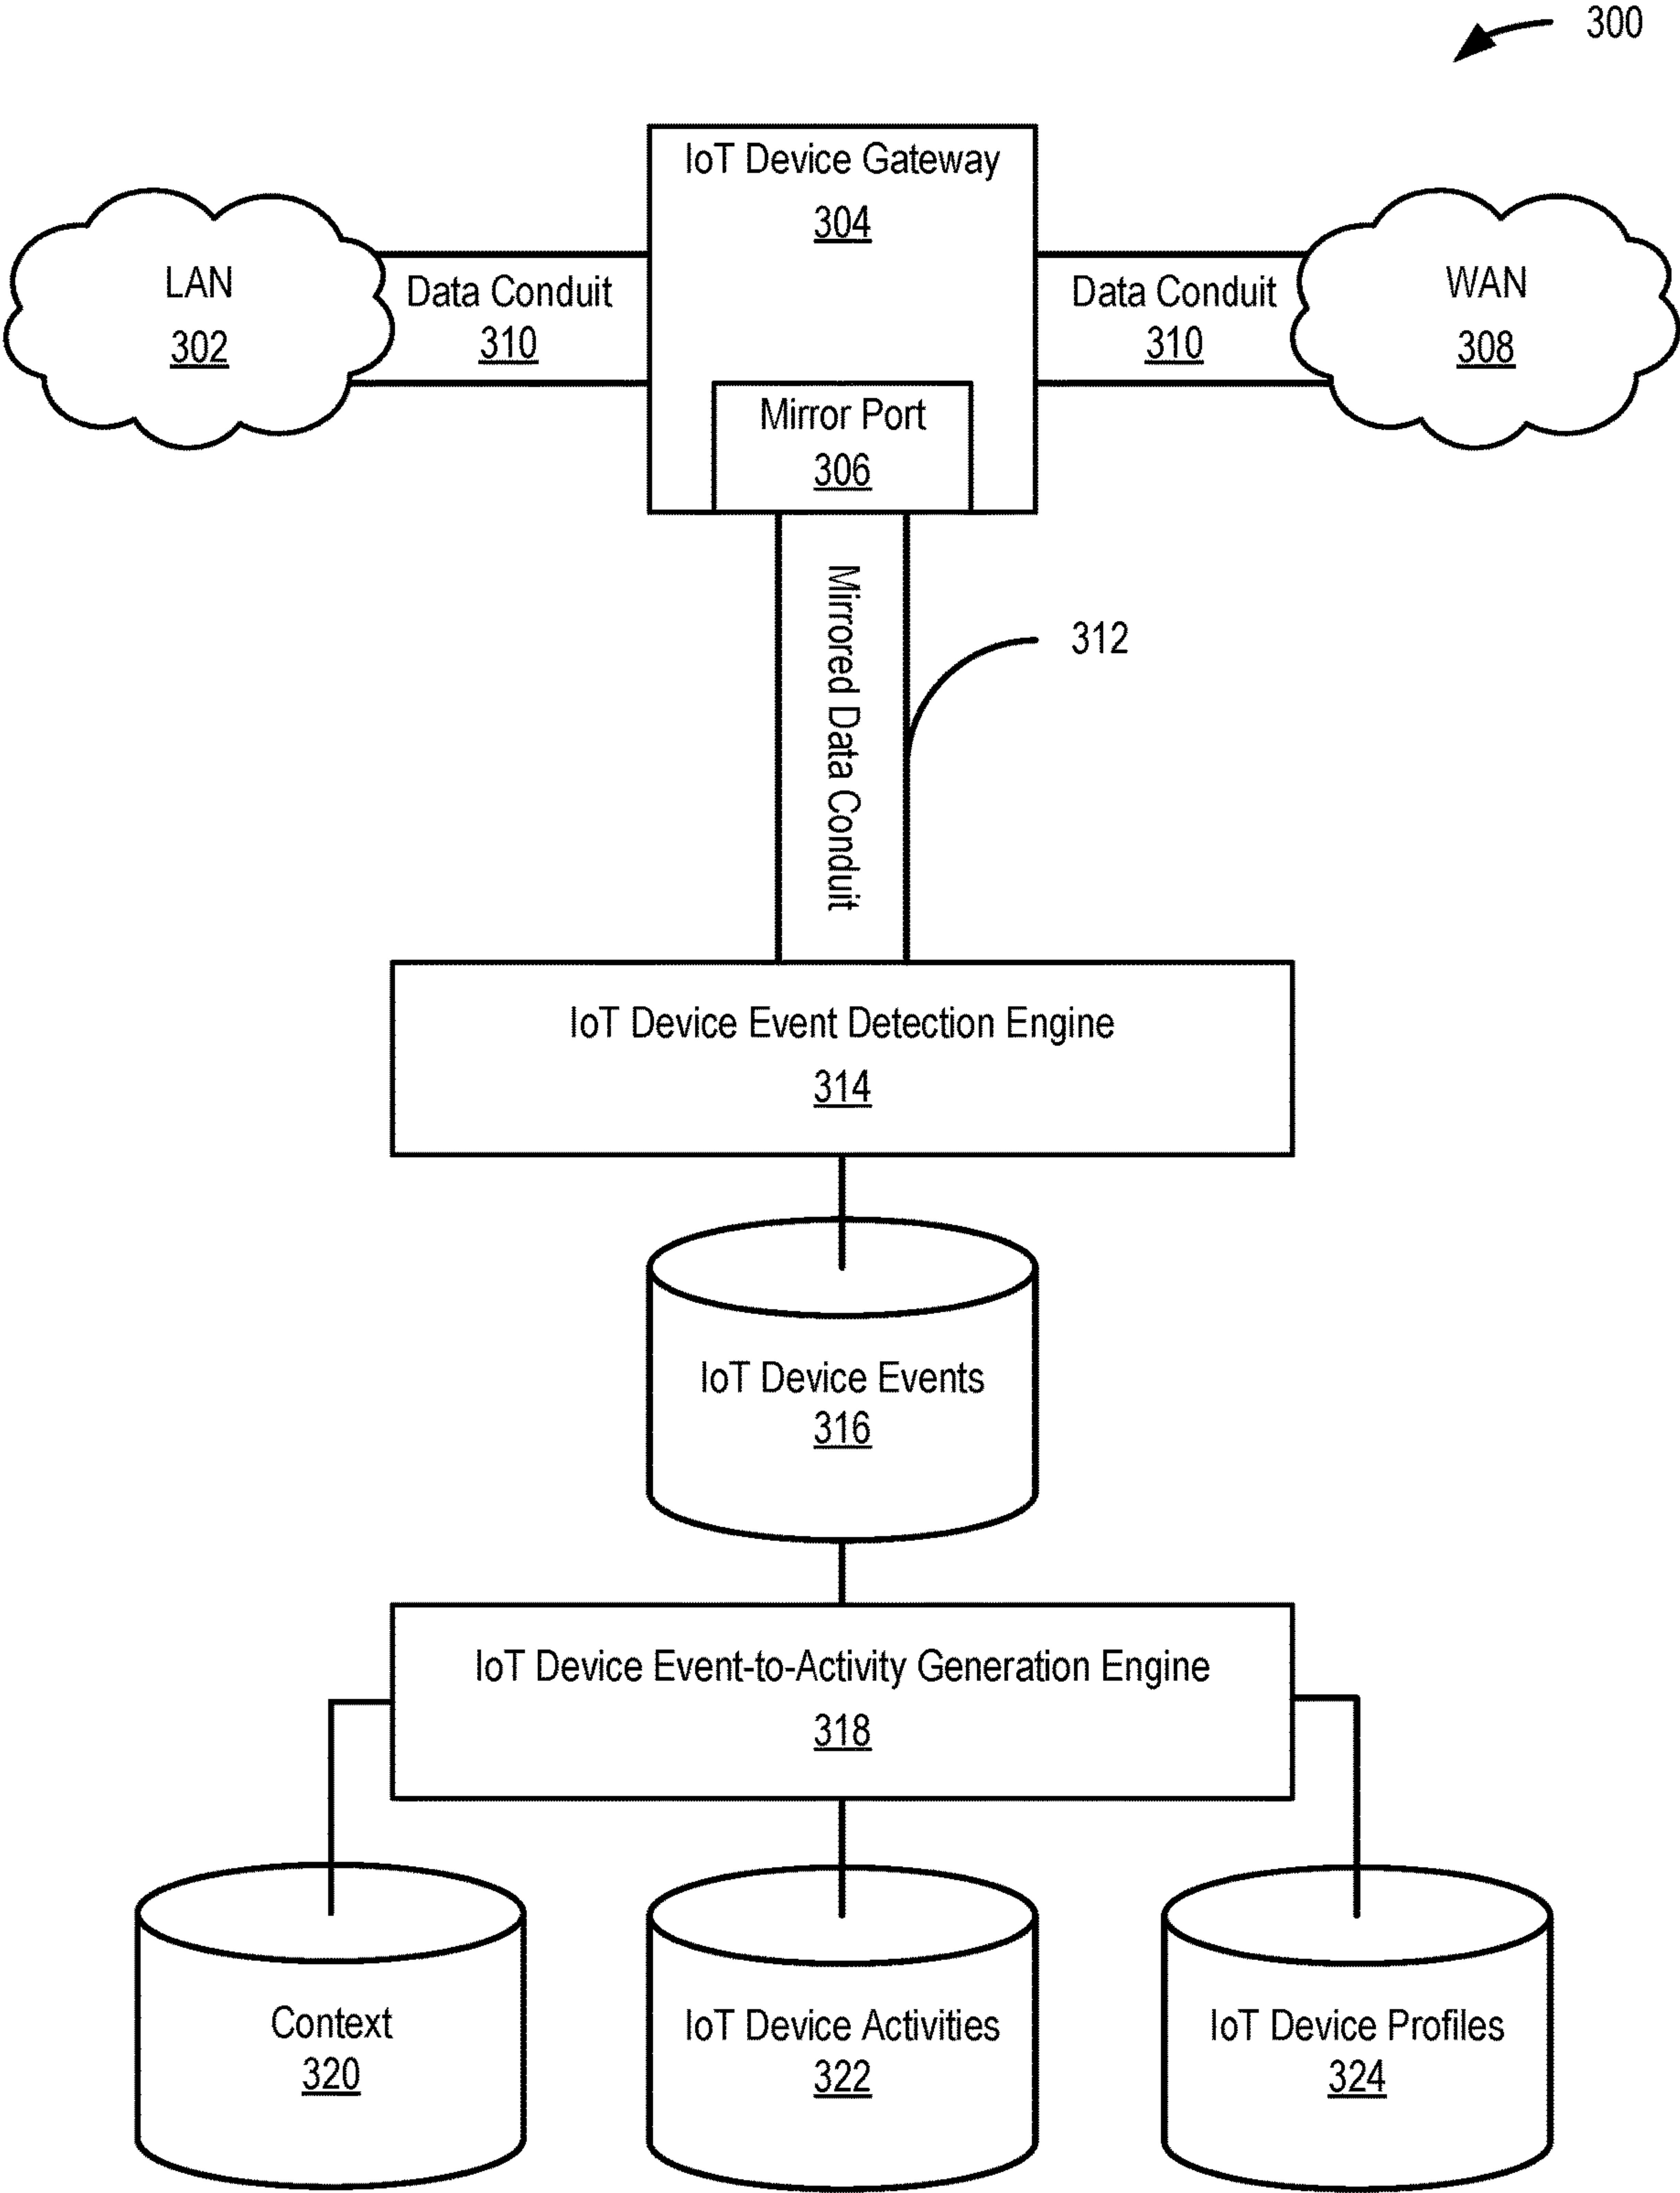 300
IoT Device Gateway
304
LAN
302
Data Conduit
310
Data Conduit
310
WAN
308
Mirror Port
306
Mirrored Data Conduit
312
IoT Device Event Detection Engine
314
IoT Device Events
316
IoT Device Event-to-Activity Generation Engine
318
Context
320
IoT Device Activities
322
IoT Device Profiles
324